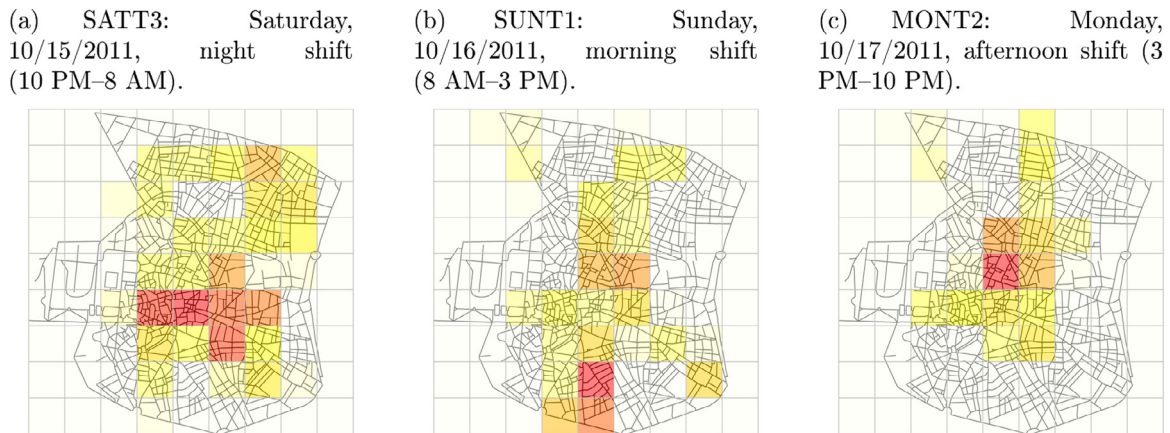 (a) SATT3: Saturday,
10/15/2011, night shift
(10 PM–8 AM).
(b) SUNT1: Sunday,
10/16/2011, morning shift
(8 AM–3 PM).
(c) MONT2: Monday,
10/17/2011, afternoon shift (3
PM–10 PM).